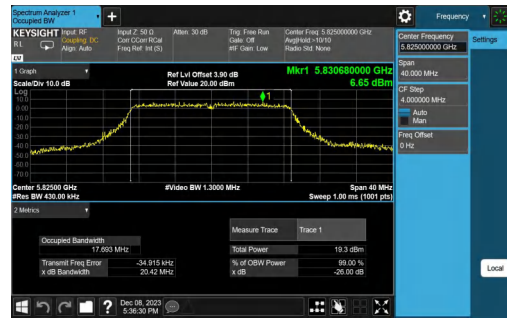 Spectrum Analyzer 1
Occupied BW
+
Frequency
KEYSIGHT
RL
Input: RF
Coupling: DC
Align: Auto
Input Z: 50 Ω
Corr CCorr RCal
Freq Ref: Int (S)
Atten: 30 dB
Trig: Free Run
Gate: Off
#IF Gain: Low
Center Freq: 5.825000000 GHz
Avg|Hold:>10/10
Radio Std: None
LV
Center Frequency
5.825000000 GHz
Settings
Span
40.000 MHz
CF Step
4.000000 MHz
Auto
Man
Freq Offset
0 Hz
Local
1 Graph
Scale/Div 10.0 dB
Ref Lvl Offset 3.90 dB
Ref Value 20.00 dBm
Mkr1 5.830680000 GHz
6.65 dBm
Log
10.0
0.00
-10.0
-20.0
-30.0
-40.0
-50.0
-60.0
-70.0
1
Center 5.82500 GHz
#Res BW 430.00 kHz
#Video BW 1.3000 MHz
Span 40 MHz
Sweep 1.00 ms (1001 pts)
2 Metrics
Measure Trace Trace 1
Occupied Bandwidth
17.693 MHz
Total Power 19.3 dBm
Transmit Freq Error -34.915 kHz
% of OBW Power 99.00 %
x dB Bandwidth 20.42 MHz
x dB -26.00 dB
?
Dec 08, 2023
5:36:30 PM